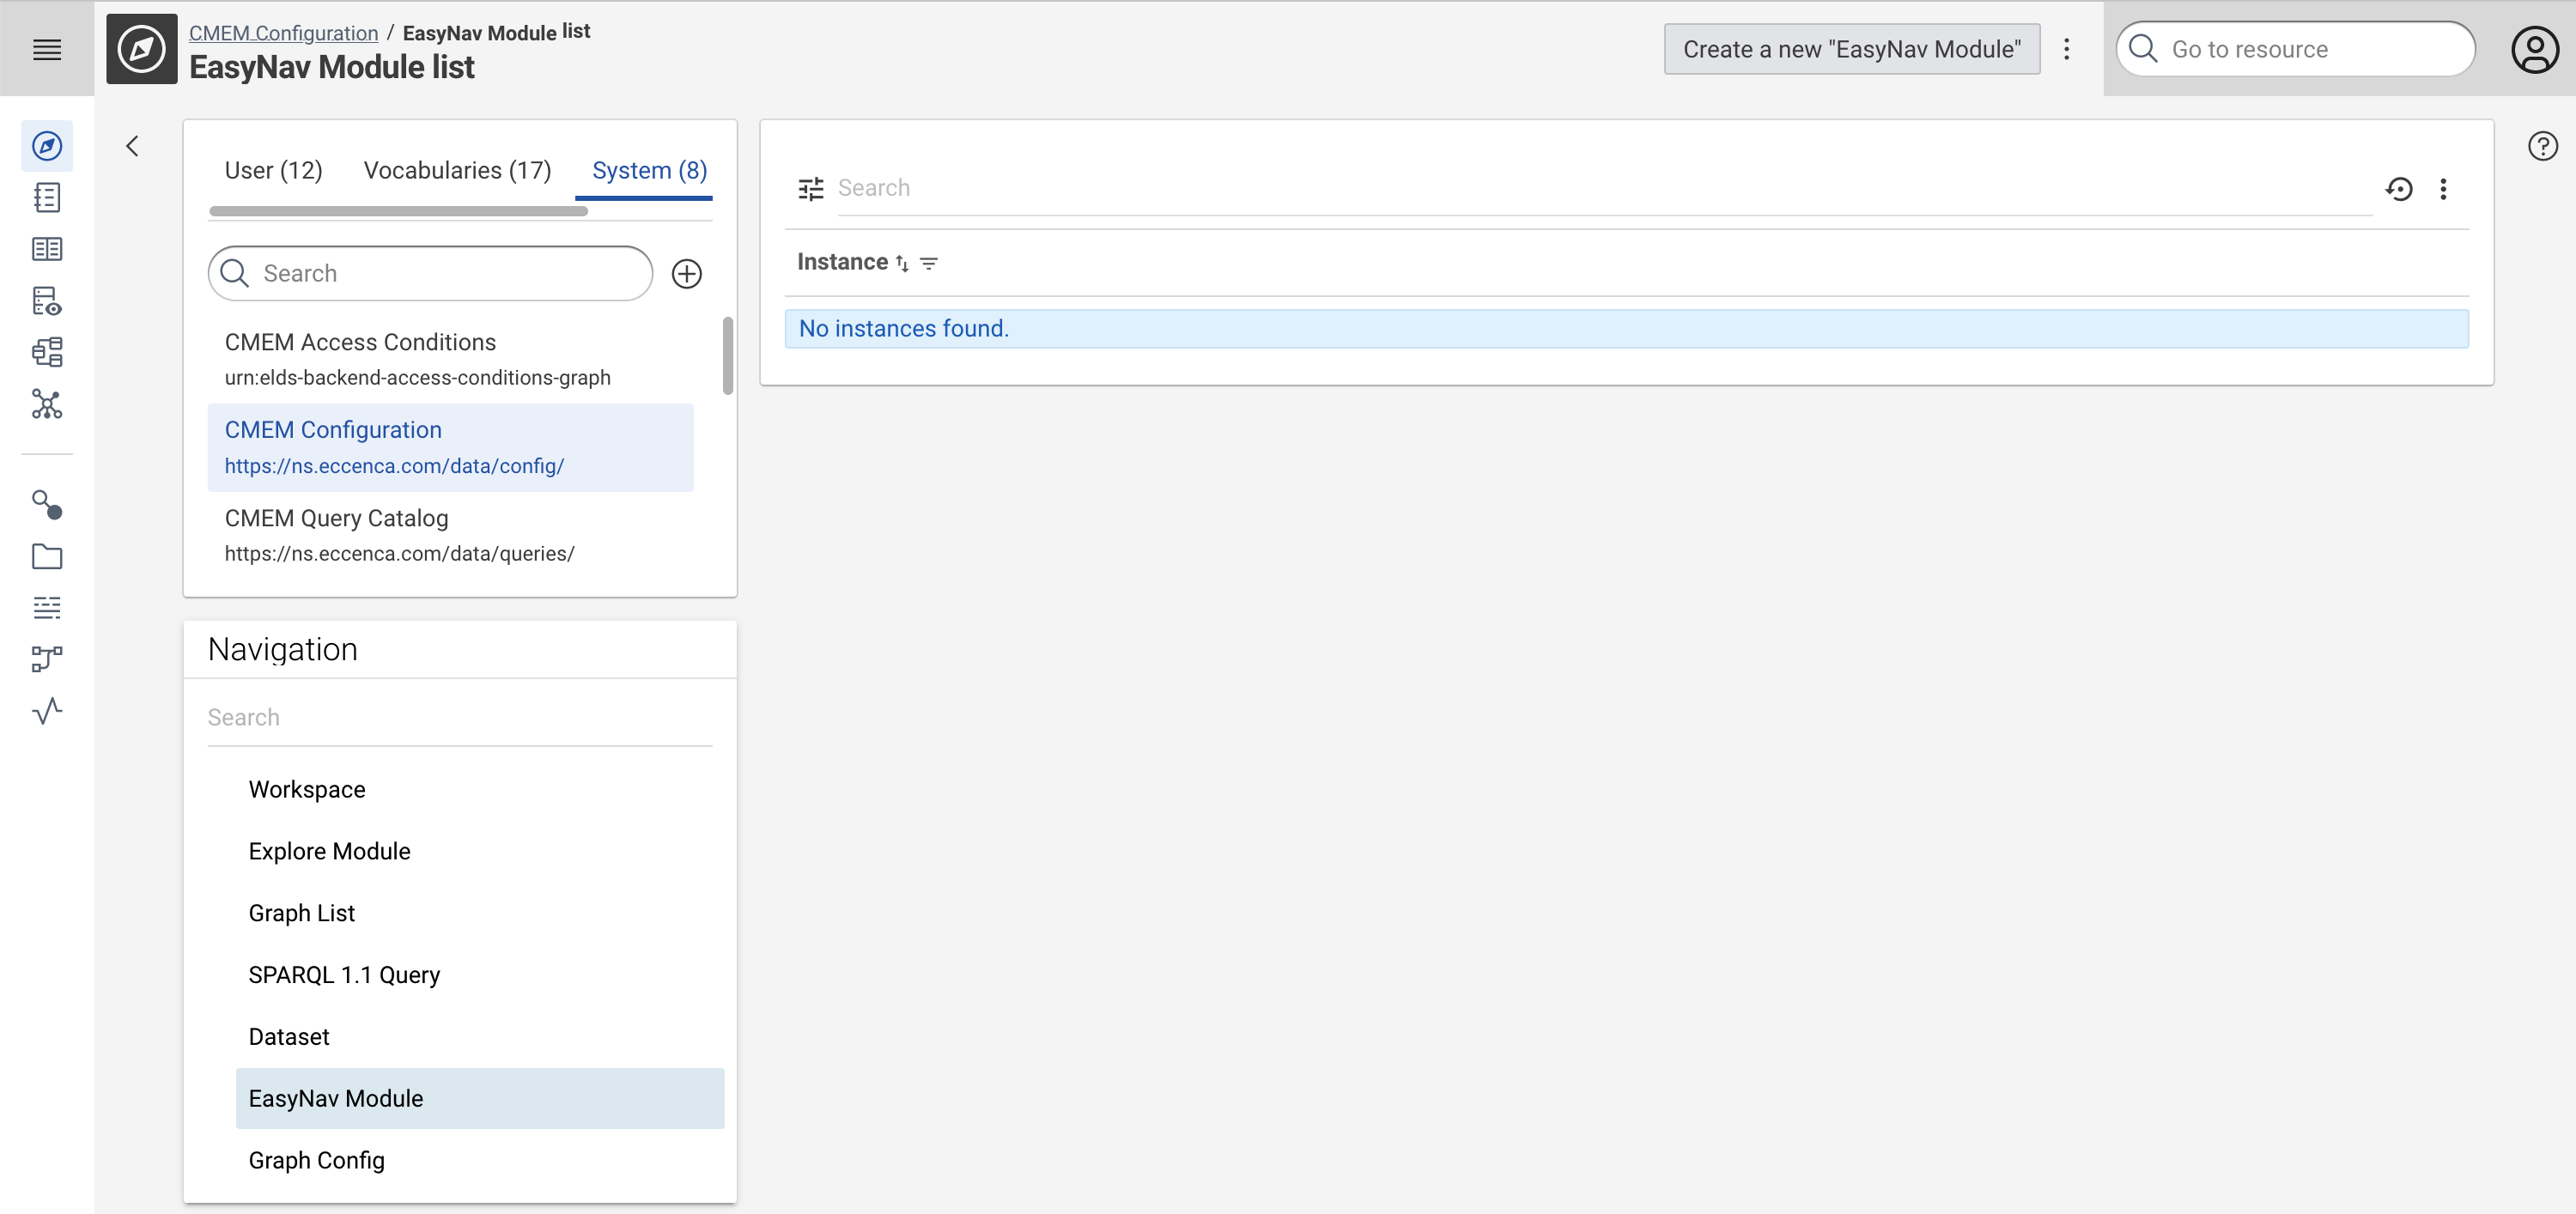 CMEM Configuration / EasyNav Module list
EasyNav Module list
Create a new "EasyNav Module"
Go to resource
User (12)
Vocabularies (17)
System (8)
Search
CMEM Access Conditions
urn:elds-backend-access-conditions-graph
CMEM Configuration
https://ns.eccenca.com/data/config/
CMEM Query Catalog
https://ns.eccenca.com/data/queries/
Navigation
Search
Workspace
Explore Module
Graph List
SPARQL 1.1 Query
Dataset
EasyNav Module
Graph Config
Search
Instance
No instances found.